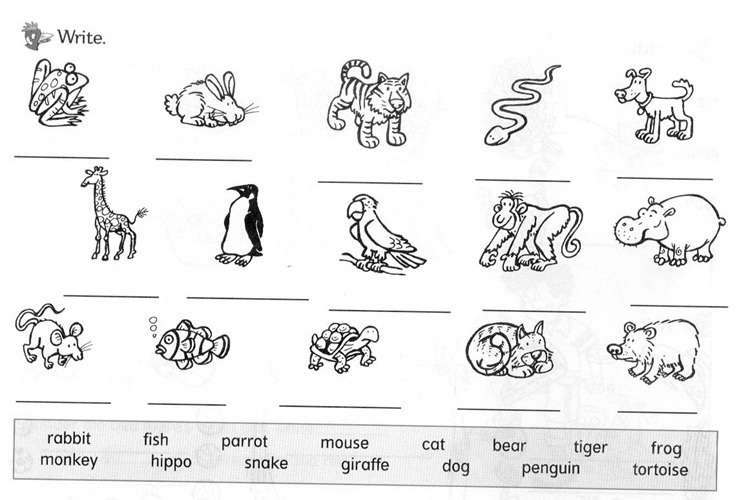 Write.
rabbit fish parrot mouse cat bear tiger frog
monkey hippo snake giraffe dog penguin tortoise